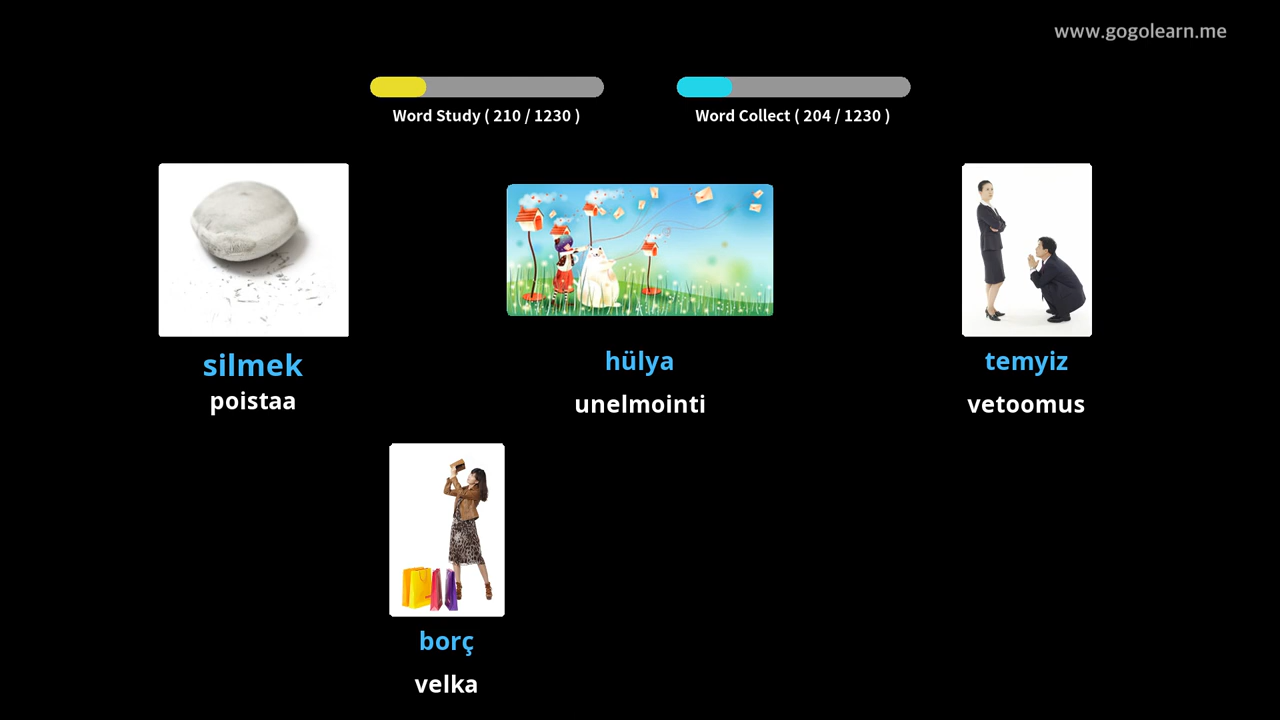 www.gogolearn.me
Word Study ( 210 / 1230 )
Word Collect ( 204 / 1230 )
silmek
poistaa
hülya
unelmointi
temyiz
vetoomus
borç
velka